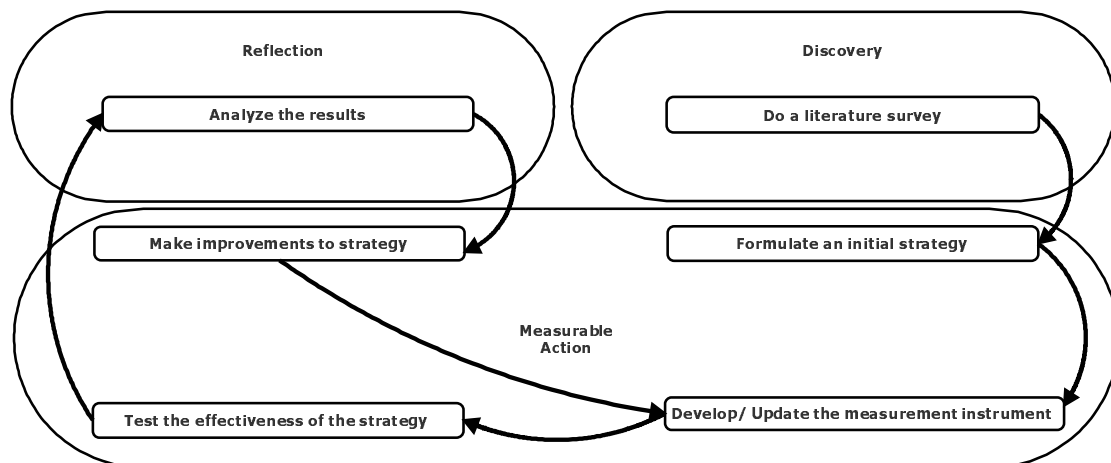 Reflection
Discovery
Analyze the results
Do a literature survey
Make improvements to strategy
Formulate an initial strategy
Measurable
Action
Test the effectiveness of the strategy
Develop/ Update the measurement instrument